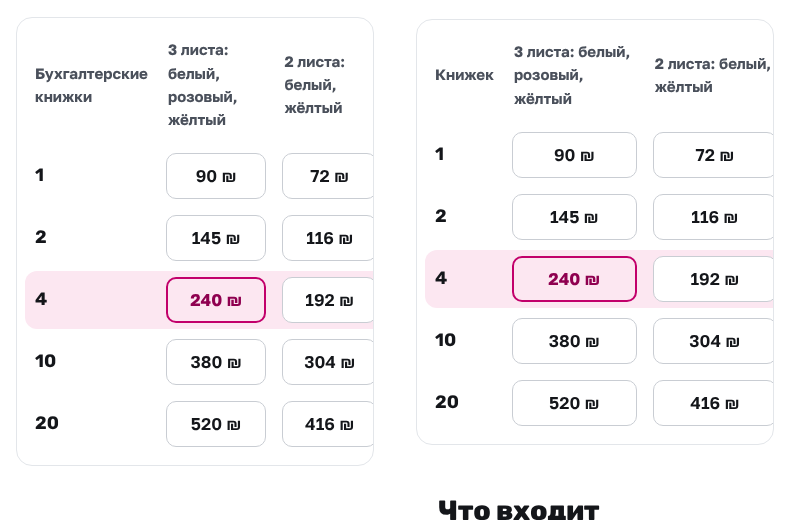 Бухгалтерские
книжки
3 листа:
белый,
розовый,
жёлтый
2 листа:
белый,
жёлтый
1
90 ₪
72 ₪
2
145 ₪
116 ₪
4
240 ₪
192 ₪
10
380 ₪
304 ₪
20
520 ₪
416 ₪
Книжек
3 листа: белый,
розовый,
жёлтый
2 листа: белый,
жёлтый
1
90 ₪
72 ₪
2
145 ₪
116 ₪
4
240 ₪
192 ₪
10
380 ₪
304 ₪
20
520 ₪
416 ₪
Что входит